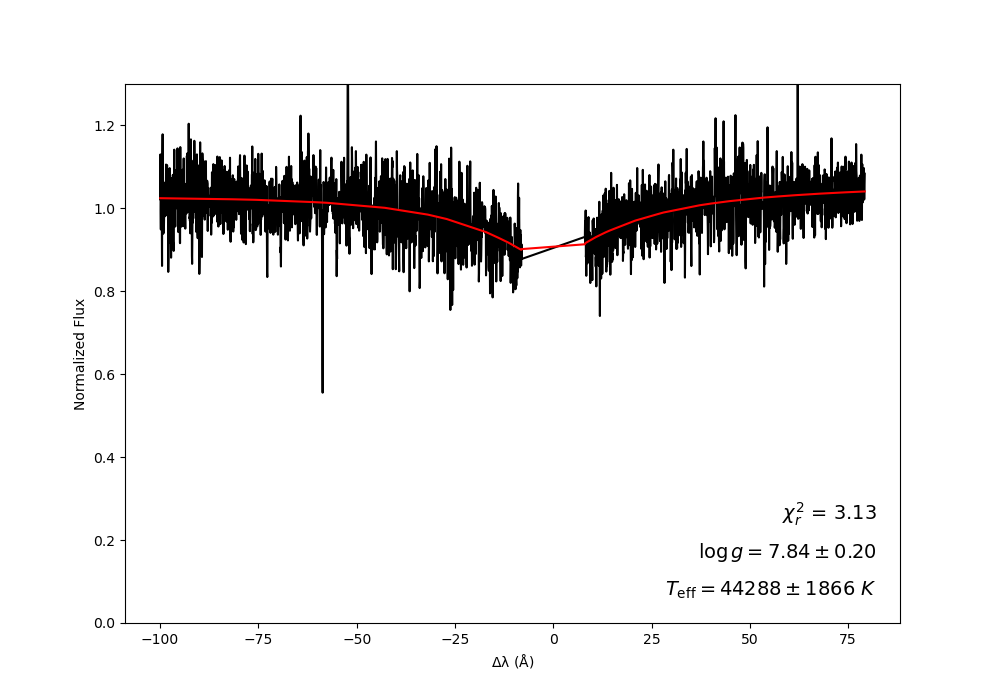 1.2
1.0
0.8
0.6
0.4
0.2
0.0
Normalized Flux
χ²ᵣ = 3.13
log g = 7.84 ± 0.20
T_eff = 44288 ± 1866 K
−100 −75 −50 −25 0 25 50 75
Δλ (Å)